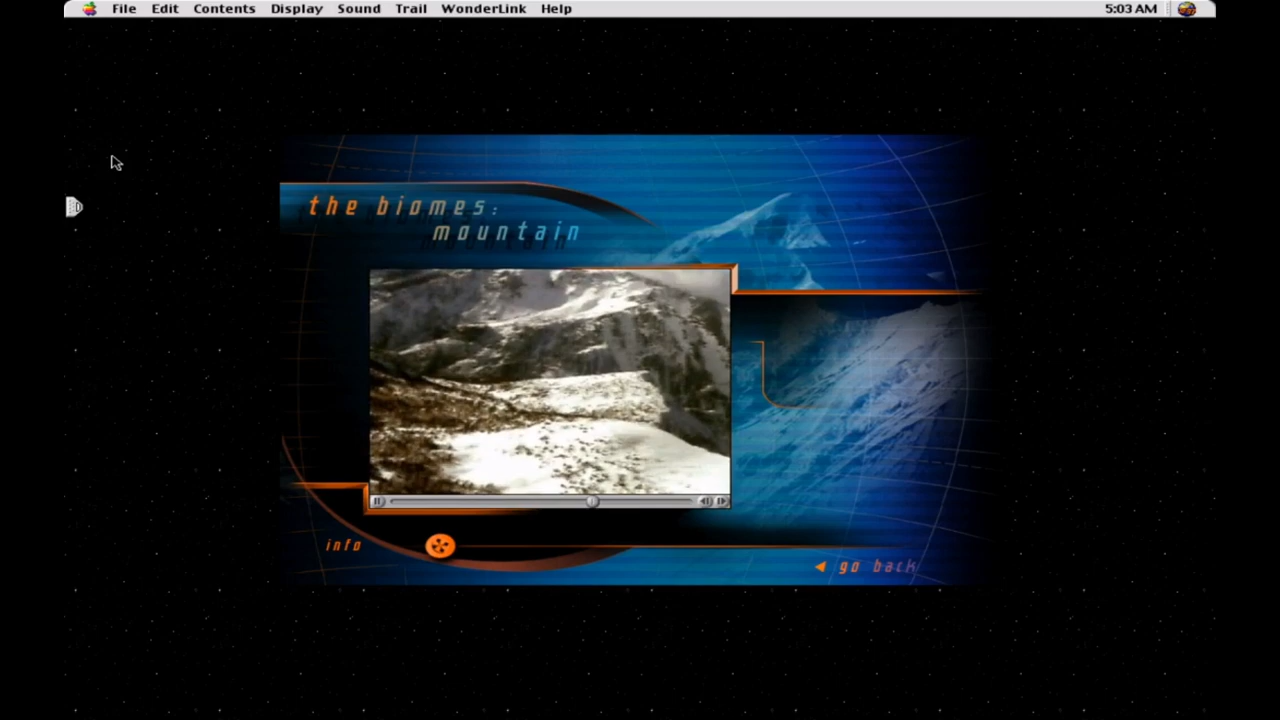 File Edit Contents Display Sound Trail WonderLink Help 5:03 AM
the biomes:
mountain
info
go back